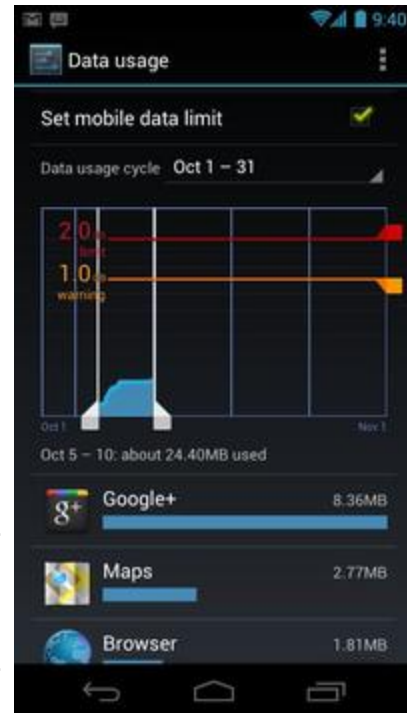 9:40
Data usage
Set mobile data limit
Data usage cycle Oct 1 – 31
2.0 GB
limit
1.0 GB
warning
Oct 1 Nov 1
Oct 5 – 10: about 24.40MB used
g+ Google+ 8.36MB
Maps 2.77MB
Browser 1.81MB